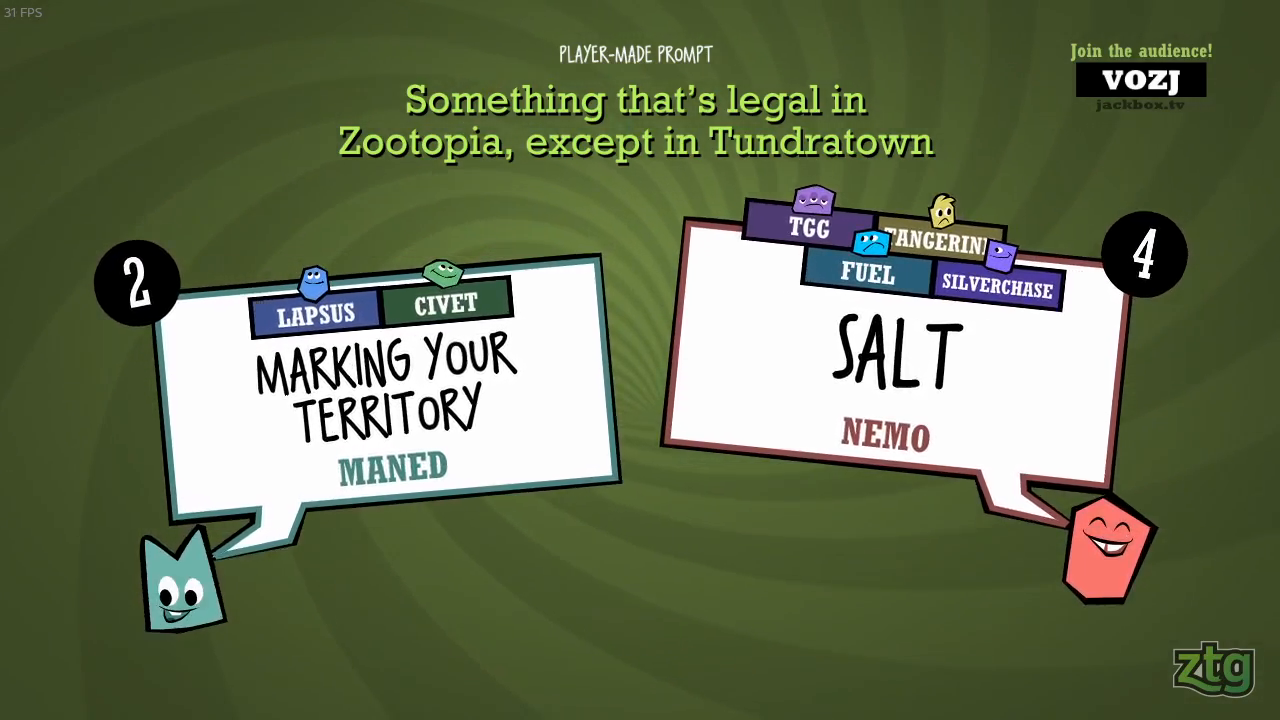 31 FPS
PLAYER-MADE PROMPT
Something that's legal in
Zootopia, except in Tundratown
Join the audience!
VOZJ
jackbox.tv
2
LAPSUS
CIVET
MARKING YOUR
TERRITORY
MANED
4
TGG
TANGERIN
FUEL
SILVERCHASE
SALT
NEMO
ztg